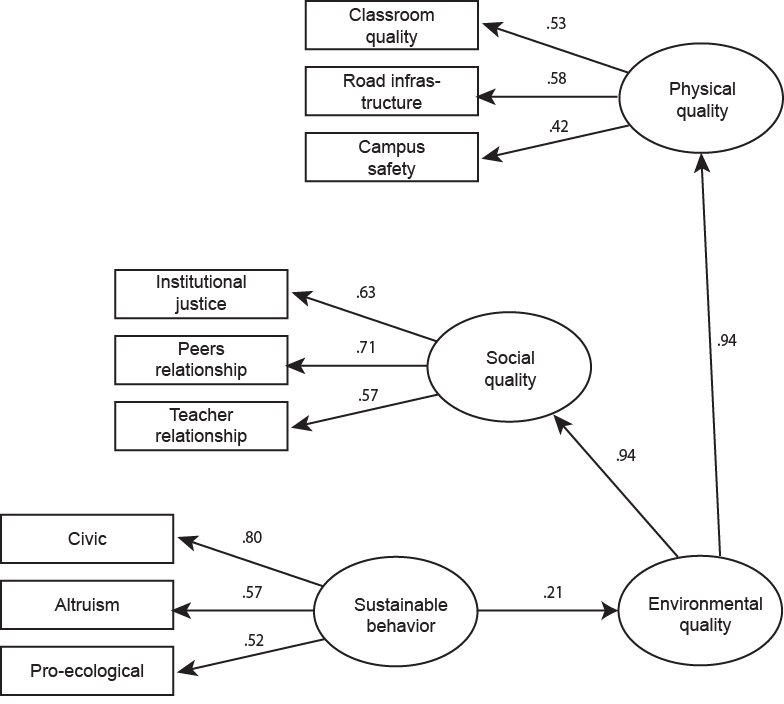 Classroom
quality
.53
Road infras-
tructure
.58
Physical
quality
Campus
safety
.42
Institutional
justice
.63
Peers
relationship
.71
Social
quality
Teacher
relationship
.57
.94
.94
Civic
.80
Altruism
.57
Sustainable
behavior
.21
Environmental
quality
Pro-ecological
.52